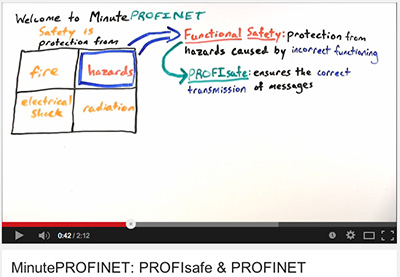 Welcome to MinutePROFINET
Safety is
protection from
fire
hazards
electrical
shock
radiation
Functional Safety: protection from
hazards caused by incorrect functioning
PROFIsafe: ensures the correct
transmission of messages
0:42 / 2:12
MinutePROFINET: PROFIsafe & PROFINET